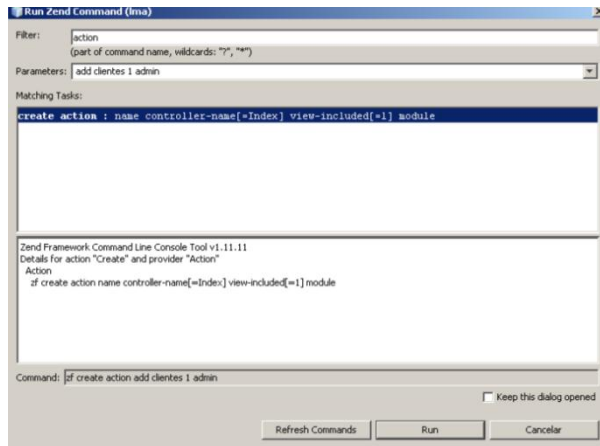 Run Zend Command (lma)
Filter: action
(part of command name, wildcards: "?", "*")
Parameters: add clientes 1 admin
Matching Tasks:
create action : name controller-name[=Index] view-included[=1] module
Zend Framework Command Line Console Tool v1.11.11
Details for action "Create" and provider "Action"
Action
zf create action name controller-name[=Index] view-included[=1] module
Command: zf create action add clientes 1 admin
Keep this dialog opened
Refresh Commands Run Cancelar